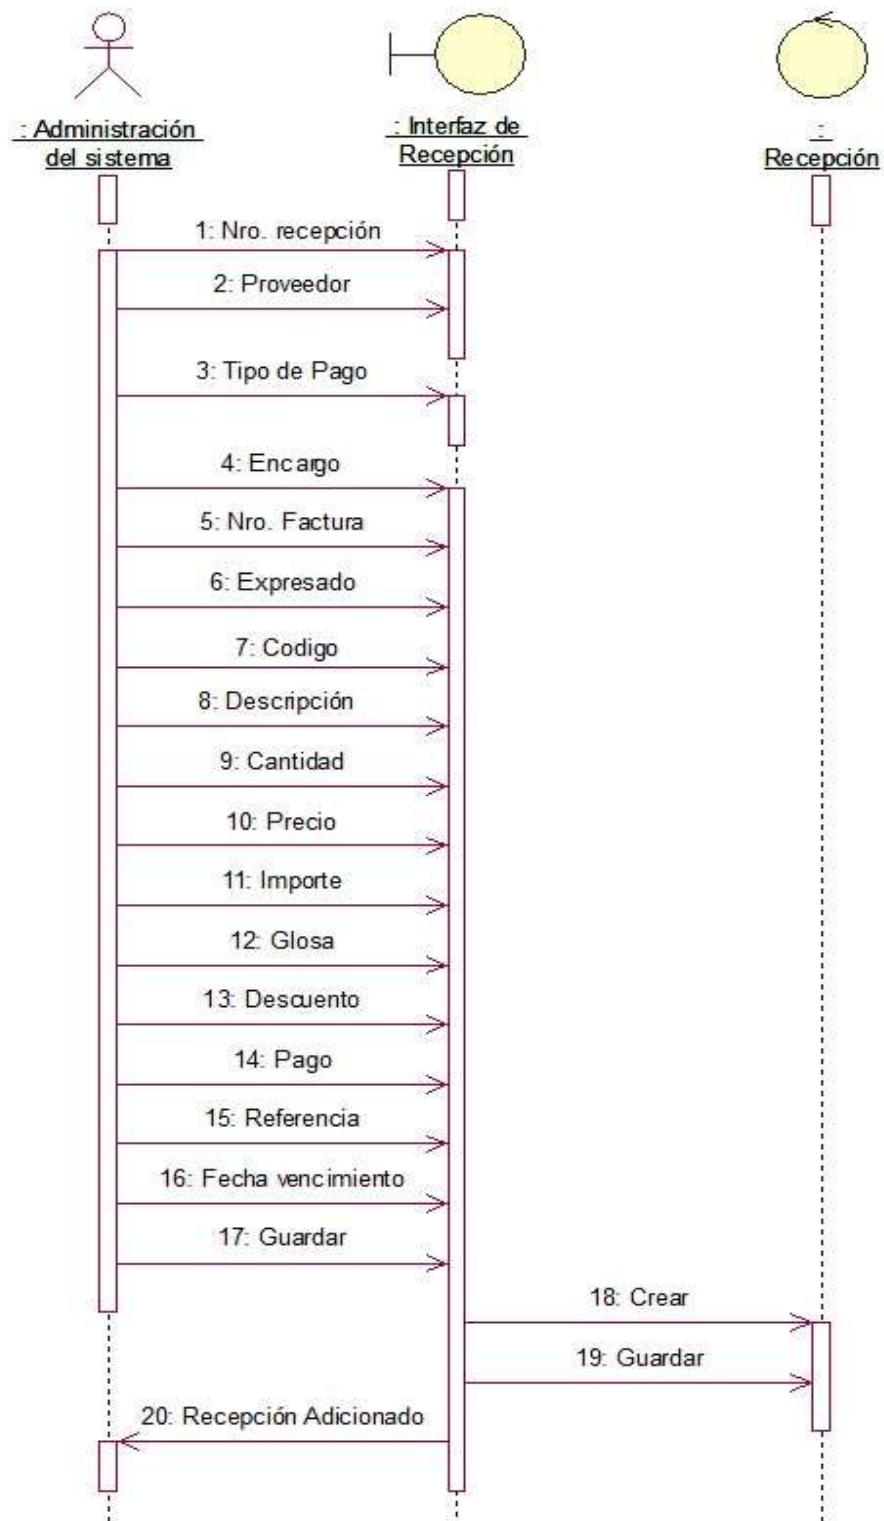 : Administración
del sistema
: Interfaz de
Recepción
:
Recepción
1: Nro. recepción
2: Proveedor
3: Tipo de Pago
4: Encargo
5: Nro. Factura
6: Expresado
7: Codigo
8: Descripción
9: Cantidad
10: Precio
11: Importe
12: Glosa
13: Descuento
14: Pago
15: Referencia
16: Fecha vencimiento
17: Guardar
18: Crear
19: Guardar
20: Recepción Adicionado